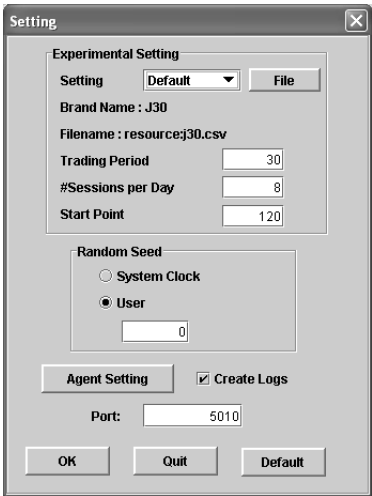 Setting
Experimental Setting
Setting Default File
Brand Name : J30
Filename : resource:j30.csv
Trading Period 30
#Sessions per Day 8
Start Point 120
Random Seed
System Clock
User
0
Agent Setting Create Logs
Port: 5010
OK Quit Default